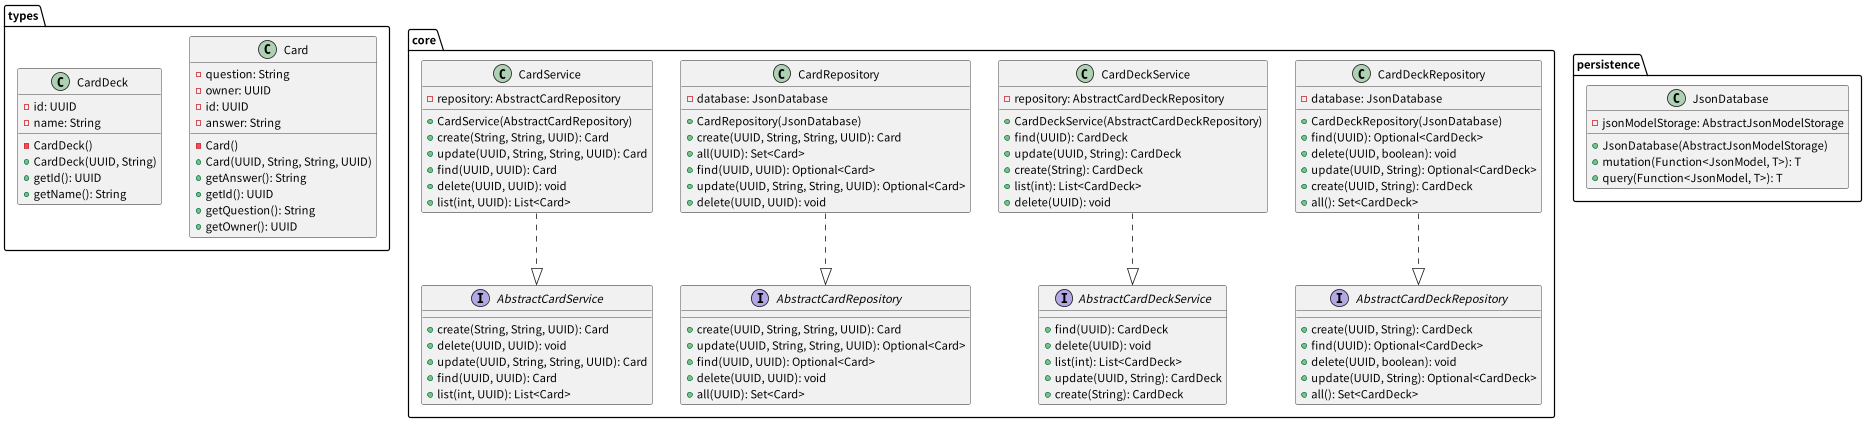 types
CardDeck
id: UUID
name: String
CardDeck()
CardDeck(UUID, String)
getId(): UUID
getName(): String
Card
question: String
owner: UUID
id: UUID
answer: String
Card()
Card(UUID, String, String, UUID)
getAnswer(): String
getId(): UUID
getQuestion(): String
getOwner(): UUID
core
CardService
repository: AbstractCardRepository
CardService(AbstractCardRepository)
create(String, String, UUID): Card
update(UUID, String, String, UUID): Card
find(UUID, UUID): Card
delete(UUID, UUID): void
list(int, UUID): List<Card>
CardRepository
database: JsonDatabase
CardRepository(JsonDatabase)
create(UUID, String, String, UUID): Card
all(UUID): Set<Card>
find(UUID, UUID): Optional<Card>
update(UUID, String, String, UUID): Optional<Card>
delete(UUID, UUID): void
CardDeckService
repository: AbstractCardDeckRepository
CardDeckService(AbstractCardDeckRepository)
find(UUID): CardDeck
update(UUID, String): CardDeck
create(String): CardDeck
list(int): List<CardDeck>
delete(UUID): void
CardDeckRepository
database: JsonDatabase
CardDeckRepository(JsonDatabase)
find(UUID): Optional<CardDeck>
delete(UUID, boolean): void
update(UUID, String): Optional<CardDeck>
create(UUID, String): CardDeck
all(): Set<CardDeck>
AbstractCardService
create(String, String, UUID): Card
delete(UUID, UUID): void
update(UUID, String, String, UUID): Card
find(UUID, UUID): Card
list(int, UUID): List<Card>
AbstractCardRepository
create(UUID, String, String, UUID): Card
update(UUID, String, String, UUID): Optional<Card>
find(UUID, UUID): Optional<Card>
delete(UUID, UUID): void
all(UUID): Set<Card>
AbstractCardDeckService
find(UUID): CardDeck
delete(UUID): void
list(int): List<CardDeck>
update(UUID, String): CardDeck
create(String): CardDeck
AbstractCardDeckRepository
create(UUID, String): CardDeck
find(UUID): Optional<CardDeck>
delete(UUID, boolean): void
update(UUID, String): Optional<CardDeck>
all(): Set<CardDeck>
persistence
JsonDatabase
jsonModelStorage: AbstractJsonModelStorage
JsonDatabase(AbstractJsonModelStorage)
mutation(Function<JsonModel, T>): T
query(Function<JsonModel, T>): T